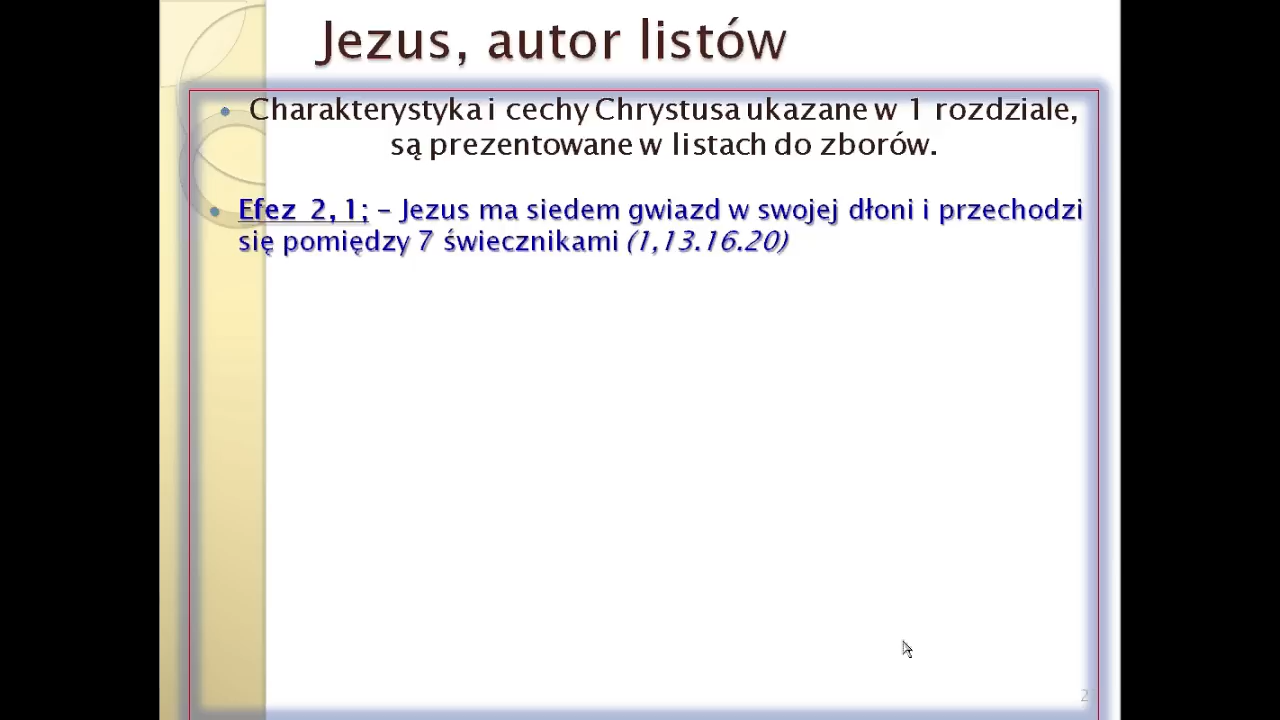 Jezus, autor listów
Charakterystyka i cechy Chrystusa ukazane w 1 rozdziale,
są prezentowane w listach do zborów.
Efez 2,1; – Jezus ma siedem gwiazd w swojej dłoni i przechodzi
się pomiędzy 7 świecznikami (1,13.16.20)
2